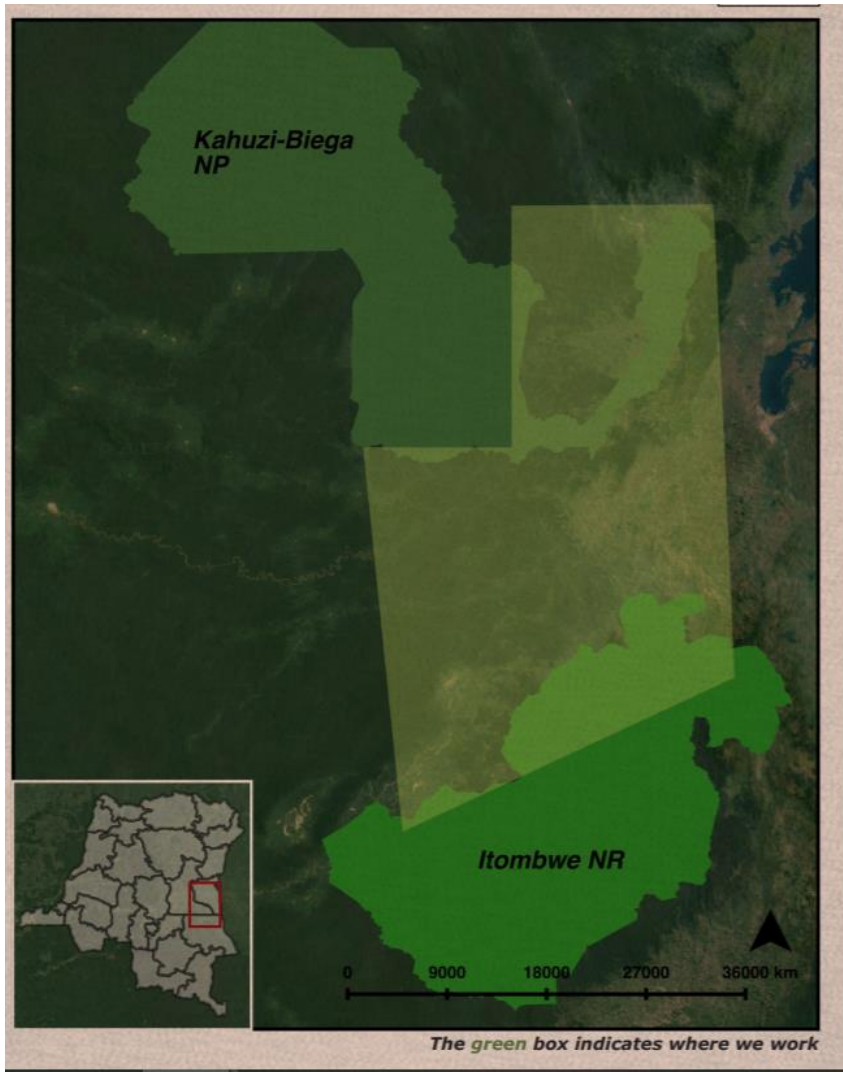 Kahuzi-Biega
NP
Itombwe NR
0 9000 18000 27000 36000 km
The green box indicates where we work